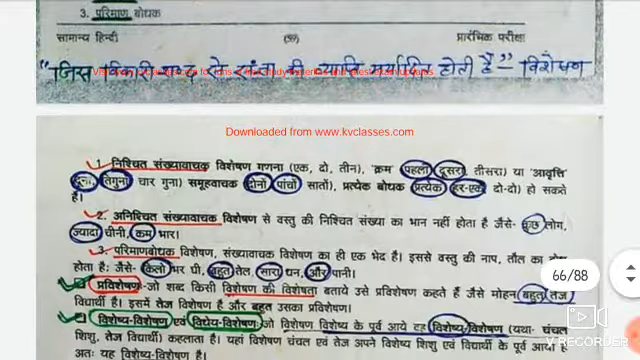 3. परिमाण बोधक
सामान्य हिन्दी (59) प्रारंभिक परीक्षा
"जिस विकारी शब्द से संज्ञा की व्याप्ति मर्यादित होती है" – विशेषण
Downloaded from www.kvclasses.com
1. निश्चित संख्यावाचक विशेषण गणना (एक, दो, तीन), 'क्रम पहला दूसरा तीसरा) या 'आवृत्ति
दूना, तिगुना चार गुना) समूहवाचक दोनों पांचों सातों), प्रत्येक बोधक प्रत्येक हर-एक दो-दो) हो सकते
हैं।
2. अनिश्चित संख्यावाचक विशेषण से वस्तु की निश्चित संख्या का भान नहीं होता है जैसे- कुछ लोग,
ज्यादा चीनी, कम भार।
3. परिमाणबोधक विशेषण, संख्यावाचक विशेषण का ही एक भेद है। इससे वस्तु की नाप, तौल का
होता है: जैसे- किलो भर घी, बहुत तेल, सारा धन, और पानी।
प्रविशेषण- जो शब्द किसी विशेषण की विशेषता बताये उसे प्रविशेषण कहते हैं जैसे मोहन बहुत तेज
विद्यार्थी है। इसमें तेज विशेषण है और बहुत उसका प्रविशेषण।
विशेष्य-विशेषण एवं विधेय-विशेषण: जो विशेषण विशेष्य के पूर्व आये वह विशेष्य-विशेषण (यथा: चंचल
शिशु, तेज विद्यार्थी) कहलाता है। यहां विशेषण चंचल एवं तेज अपने विशेष्य शिशु एवं विद्यार्थी के पूर्व आये
अतः यह विशेष्य-विशेषण है।
66/88
V RECORDER